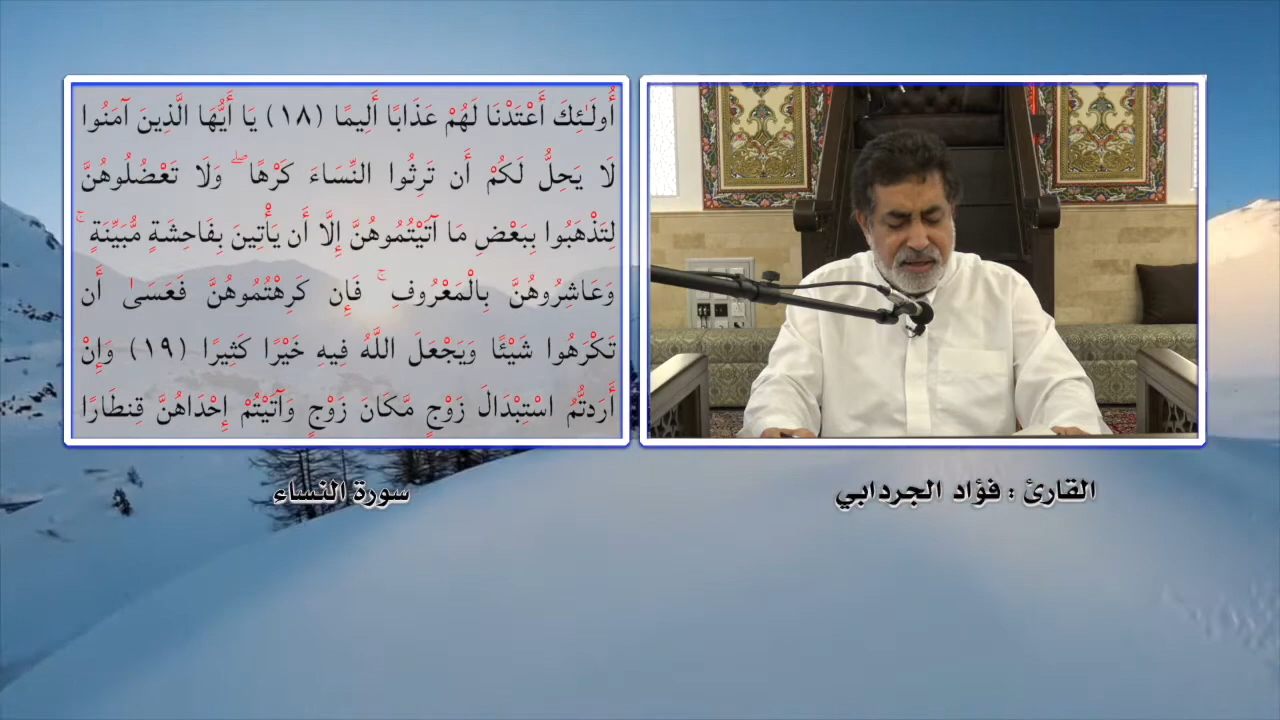 أُولَـٰئِكَ أَعْتَدْنَا لَهُمْ عَذَابًا أَلِيمًا (١٨) يَا أَيُّهَا الَّذِينَ آمَنُوا
لَا يَحِلُّ لَكُمْ أَن تَرِثُوا النِّسَاءَ كَرْهًا ۖ وَلَا تَعْضُلُوهُنَّ
لِتَذْهَبُوا بِبَعْضِ مَا آتَيْتُمُوهُنَّ إِلَّا أَن يَأْتِينَ بِفَاحِشَةٍ مُّبَيِّنَةٍ ۚ
وَعَاشِرُوهُنَّ بِالْمَعْرُوفِ ۚ فَإِن كَرِهْتُمُوهُنَّ فَعَسَىٰ أَن
تَكْرَهُوا شَيْئًا وَيَجْعَلَ اللَّهُ فِيهِ خَيْرًا كَثِيرًا (١٩) وَإِنْ
أَرَدتُّمُ اسْتِبْدَالَ زَوْجٍ مَّكَانَ زَوْجٍ وَآتَيْتُمْ إِحْدَاهُنَّ قِنطَارًا
القارئ : فؤاد الجردابي
سورة النساء